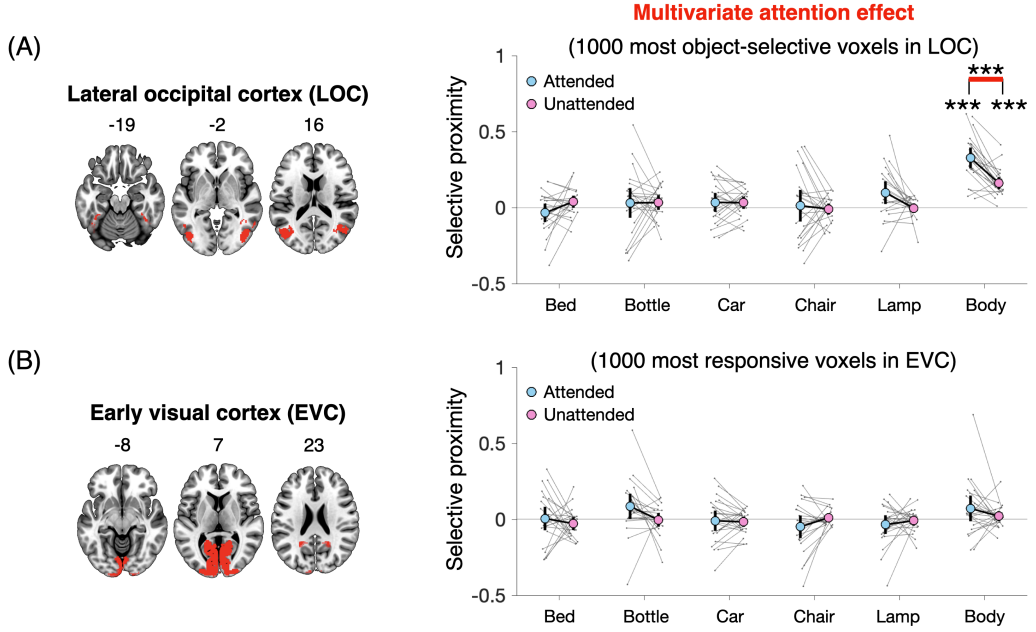 Multivariate attention effect
(A)
(1000 most object-selective voxels in LOC)
Lateral occipital cortex (LOC)
-19 -2 16
Selective proximity
1
0.5
0
-0.5
Attended
Unattended
***
*** ***
Bed Bottle Car Chair Lamp Body
(B)
(1000 most responsive voxels in EVC)
Early visual cortex (EVC)
-8 7 23
Selective proximity
1
0.5
0
-0.5
Attended
Unattended
Bed Bottle Car Chair Lamp Body